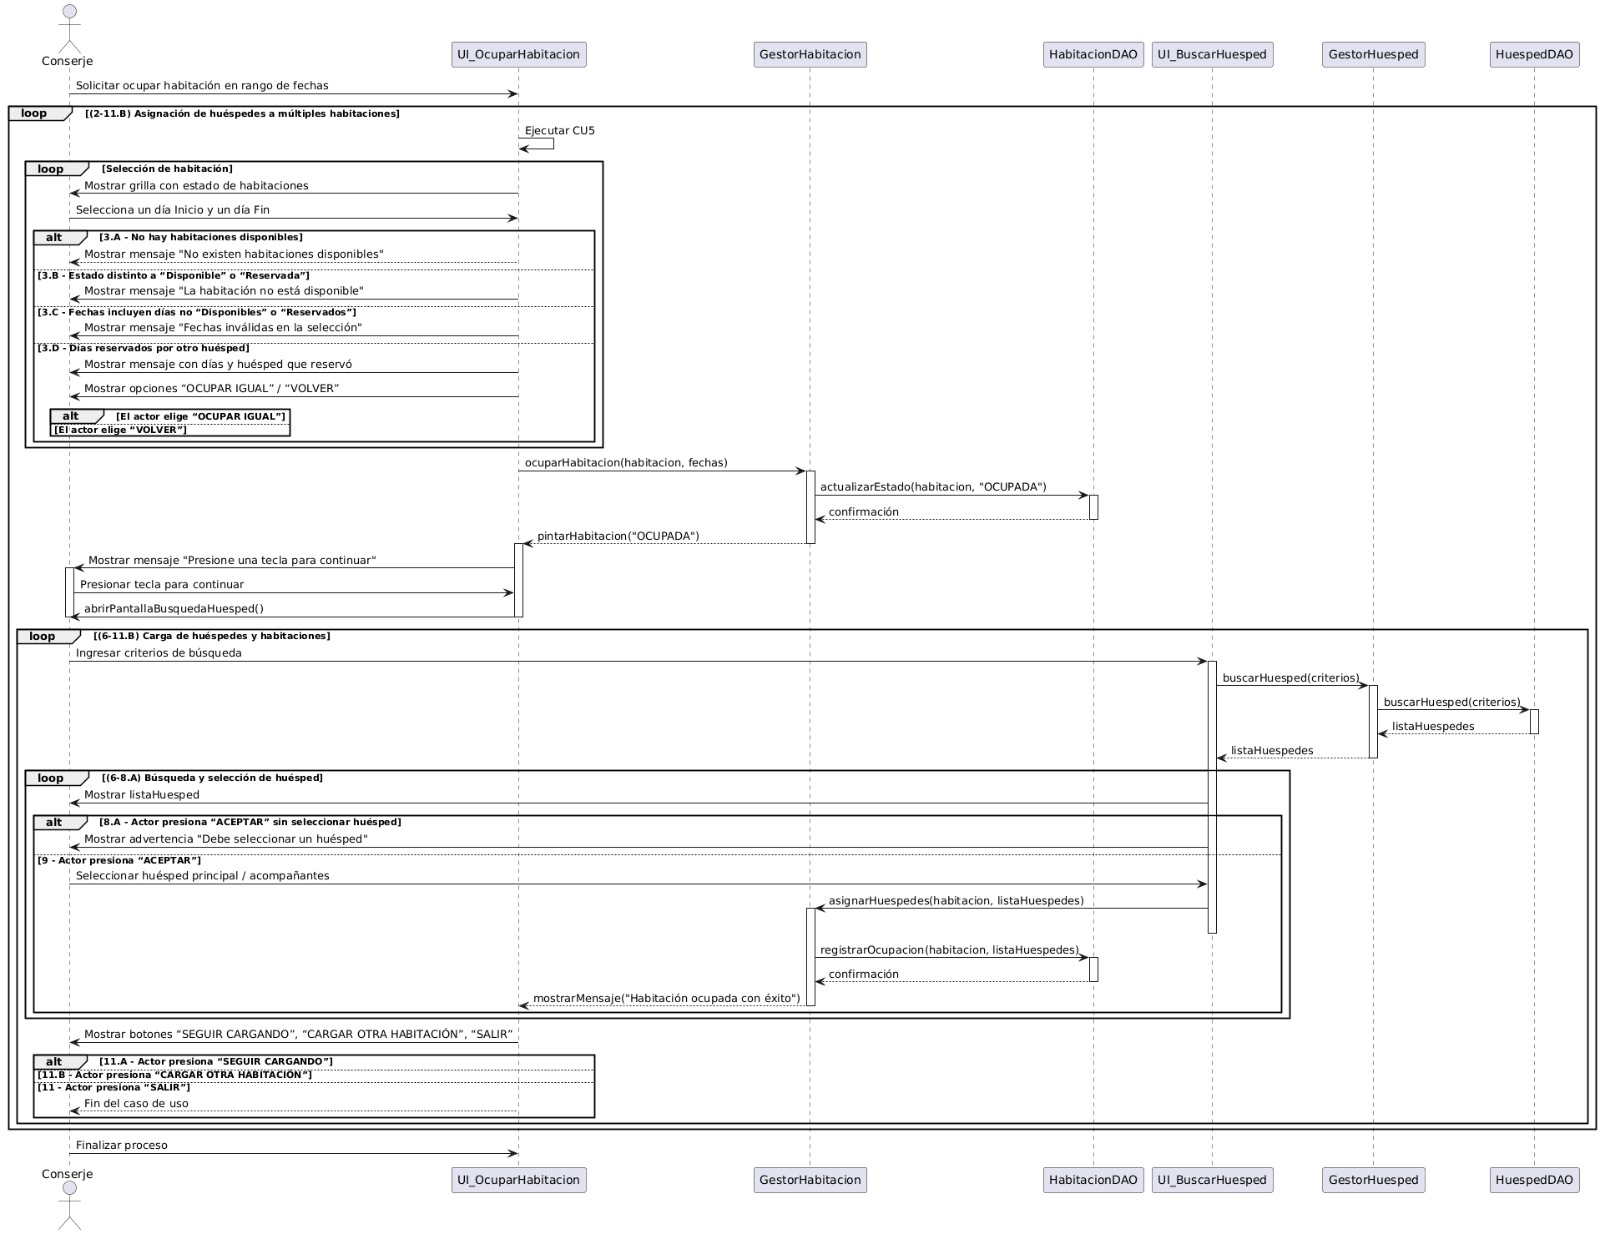 Conserje
UI_OcuparHabitacion
GestorHabitacion
HabitacionDAO
UI_BuscarHuesped
GestorHuesped
HuespedDAO
Solicitar ocupar habitación en rango de fechas
loop [(2-11.B) Asignación de huéspedes a múltiples habitaciones]
Ejecutar CU5
loop [Selección de habitación]
Mostrar grilla con estado de habitaciones
Selecciona un día Inicio y un día Fin
alt [3.A - No hay habitaciones disponibles]
Mostrar mensaje "No existen habitaciones disponibles"
[3.B - Estado distinto a “Disponible” o “Reservada”]
Mostrar mensaje "La habitación no está disponible"
[3.C - Fechas incluyen días no “Disponibles” o “Reservados”]
Mostrar mensaje "Fechas inválidas en la selección"
[3.D - Días reservados por otro huésped]
Mostrar mensaje con días y huésped que reservó
Mostrar opciones “OCUPAR IGUAL” / “VOLVER”
alt [El actor elige “OCUPAR IGUAL”]
[El actor elige “VOLVER”]
ocuparHabitacion(habitacion, fechas)
actualizarEstado(habitacion, "OCUPADA")
confirmación
pintarHabitacion("OCUPADA")
Mostrar mensaje "Presione una tecla para continuar"
Presionar tecla para continuar
abrirPantallaBusquedaHuesped()
loop [(6-11.B) Carga de huéspedes y habitaciones]
Ingresar criterios de búsqueda
buscarHuesped(criterios)
buscarHuesped(criterios)
listaHuespedes
listaHuespedes
loop [(6-8.A) Búsqueda y selección de huésped]
Mostrar listaHuesped
alt [8.A - Actor presiona “ACEPTAR” sin seleccionar huésped]
Mostrar advertencia "Debe seleccionar un huésped"
[9 - Actor presiona “ACEPTAR”]
Seleccionar huésped principal / acompañantes
asignarHuespedes(habitacion, listaHuespedes)
registrarOcupacion(habitacion, listaHuespedes)
confirmación
mostrarMensaje("Habitación ocupada con éxito")
Mostrar botones “SEGUIR CARGANDO”, “CARGAR OTRA HABITACIÓN”, “SALIR”
alt [11.A - Actor presiona “SEGUIR CARGANDO”]
[11.B - Actor presiona “CARGAR OTRA HABITACIÓN”]
[11 - Actor presiona “SALIR”]
Fin del caso de uso
Finalizar proceso
Conserje
UI_OcuparHabitacion
GestorHabitacion
HabitacionDAO
UI_BuscarHuesped
GestorHuesped
HuespedDAO